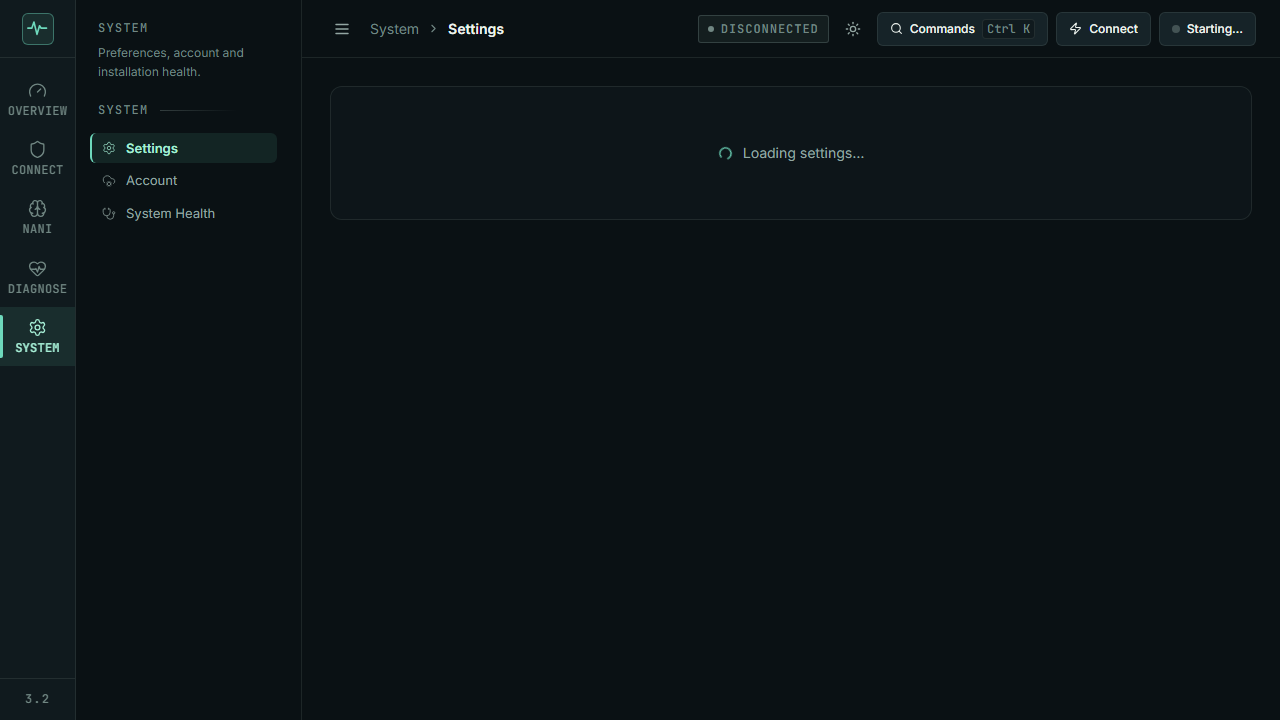 SYSTEM
Preferences, account and
installation health.
SYSTEM
Settings
Account
System Health
OVERVIEW
CONNECT
NANI
DIAGNOSE
SYSTEM
3.2
System > Settings
DISCONNECTED
Commands Ctrl K
Connect
Starting...
Loading settings...